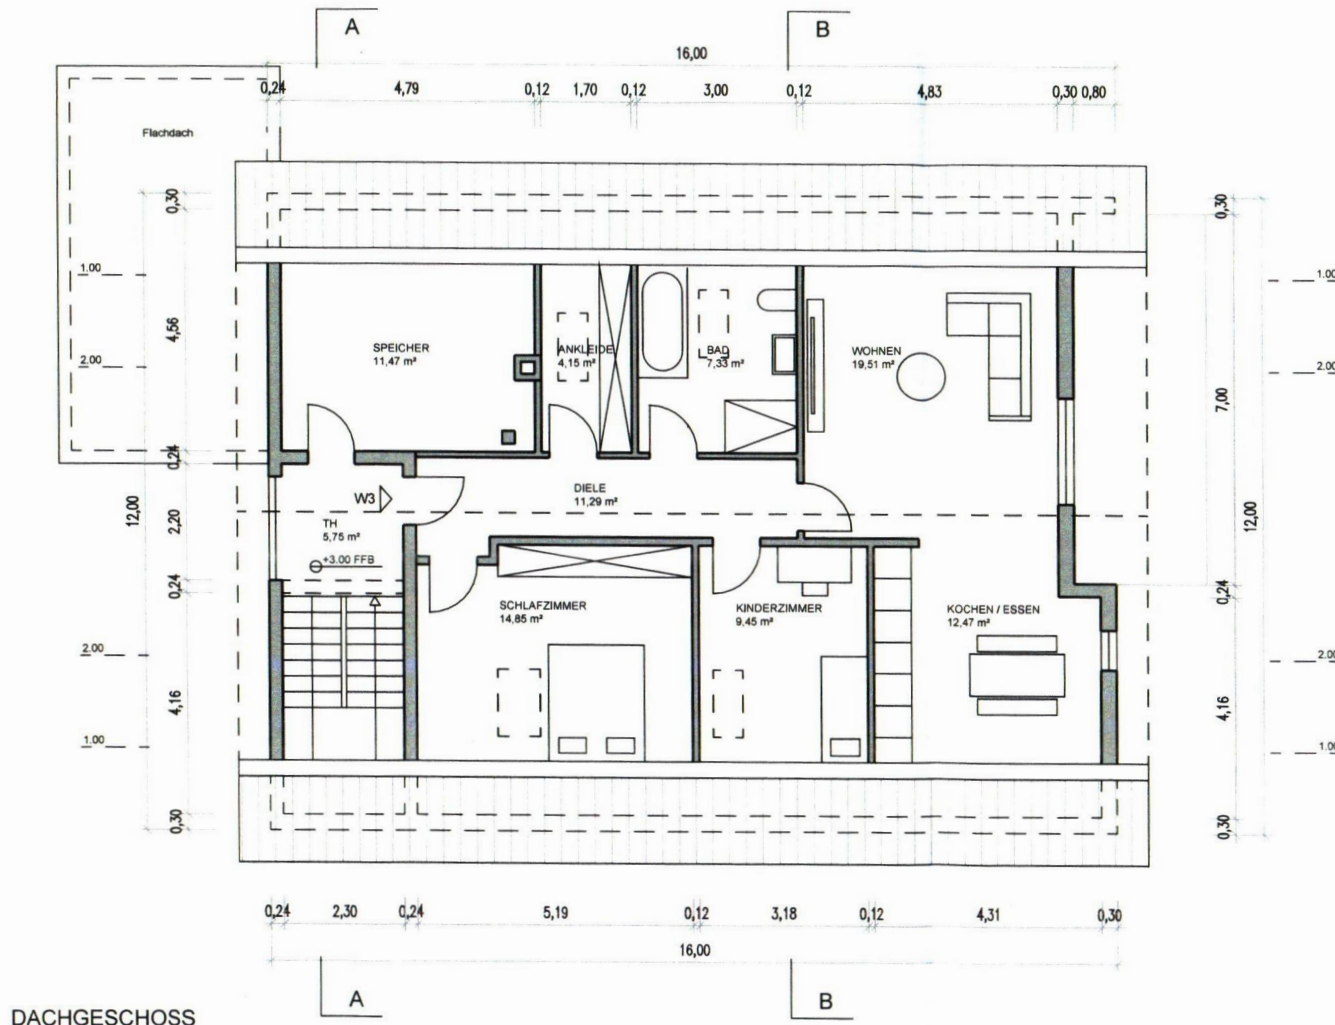 A
B
16,00
0,24
4,79
0,12
1,70
0,12
3,00
0,12
4,83
0,30
0,80
Flachdach
0,30
0,30
1.00
1.00
4,56
SPEICHER
11,47 m²
ANKLEIDE
4,15 m²
BAD
7,33 m²
WOHNEN
19,51 m²
2.00
2.00
7,00
0,24
DIELE
11,29 m²
W3
12,00
2,20
TH
5,75 m²
12,00
+3.00 FFB
0,24
0,24
SCHLAFZIMMER
14,85 m²
KINDERZIMMER
9,45 m²
KOCHEN / ESSEN
12,47 m²
2.00
2.00
4,16
4,16
1.00
1.00
0,30
0,30
0,24
2,30
0,24
5,19
0,12
3,18
0,12
4,31
0,30
16,00
A
B
DACHGESCHOSS